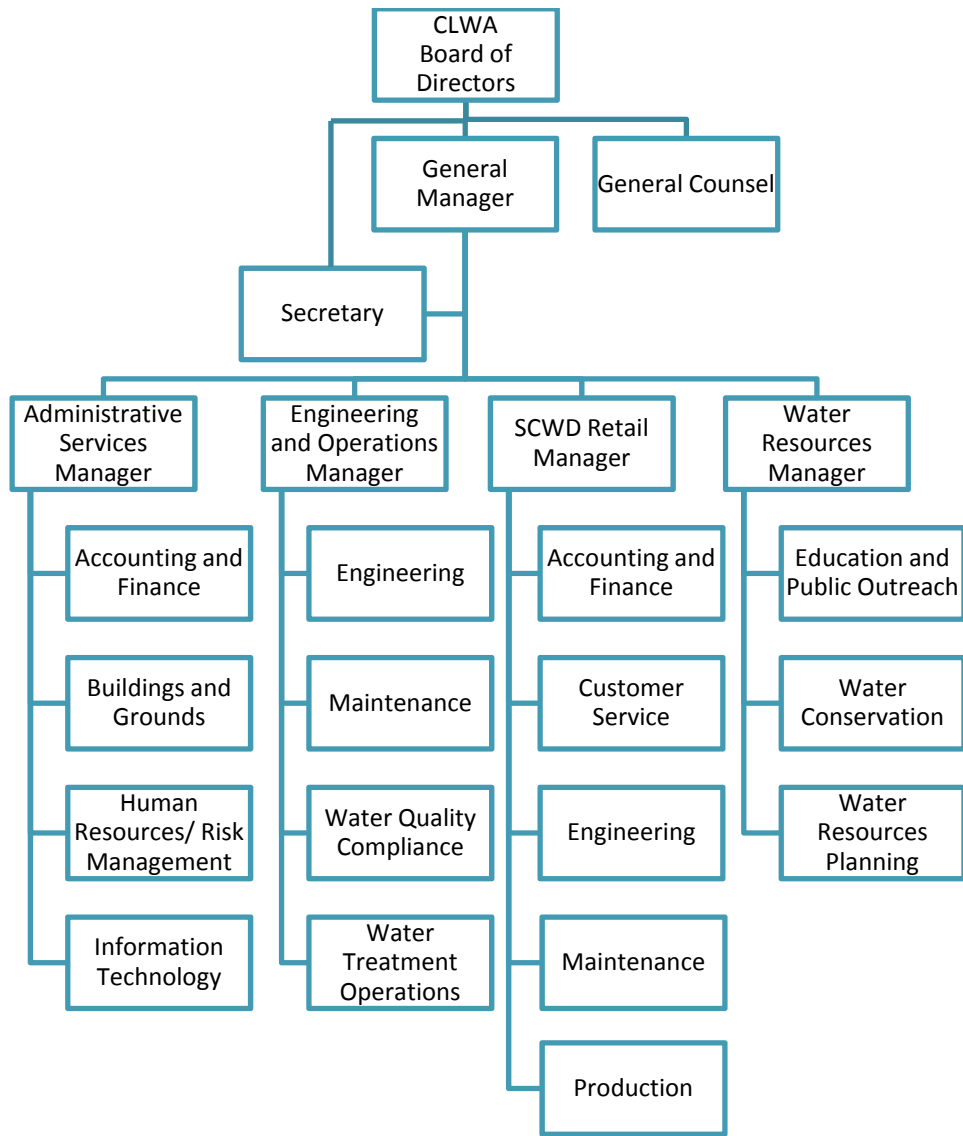 CLWA
Board of
Directors
General
Manager
General Counsel
Secretary
Administrative
Services
Manager
Engineering
and Operations
Manager
SCWD Retail
Manager
Water
Resources
Manager
Accounting and
Finance
Buildings and
Grounds
Human
Resources/ Risk
Management
Information
Technology
Engineering
Maintenance
Water Quality
Compliance
Water
Treatment
Operations
Accounting and
Finance
Customer
Service
Engineering
Maintenance
Production
Education and
Public Outreach
Water
Conservation
Water
Resources
Planning